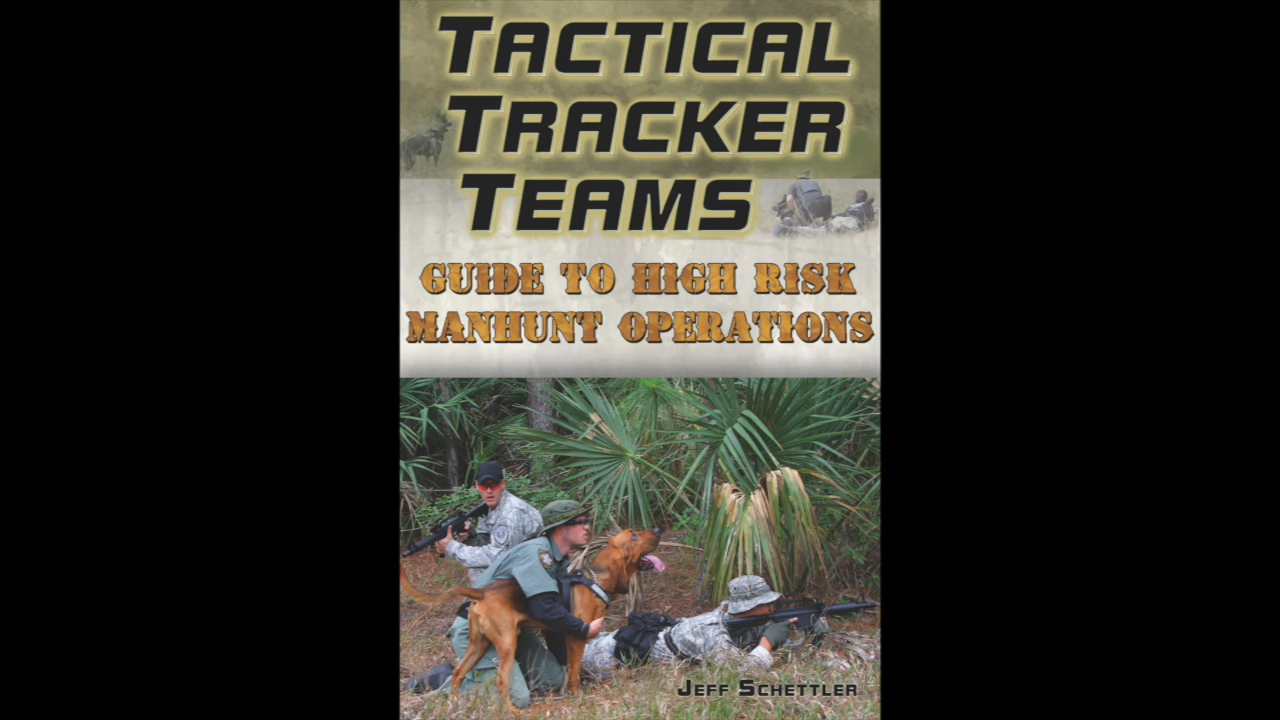 TACTICAL
TRACKER
TEAMS
GUIDE TO HIGH RISK
MANHUNT OPERATIONS
JEFF SCHETTLER